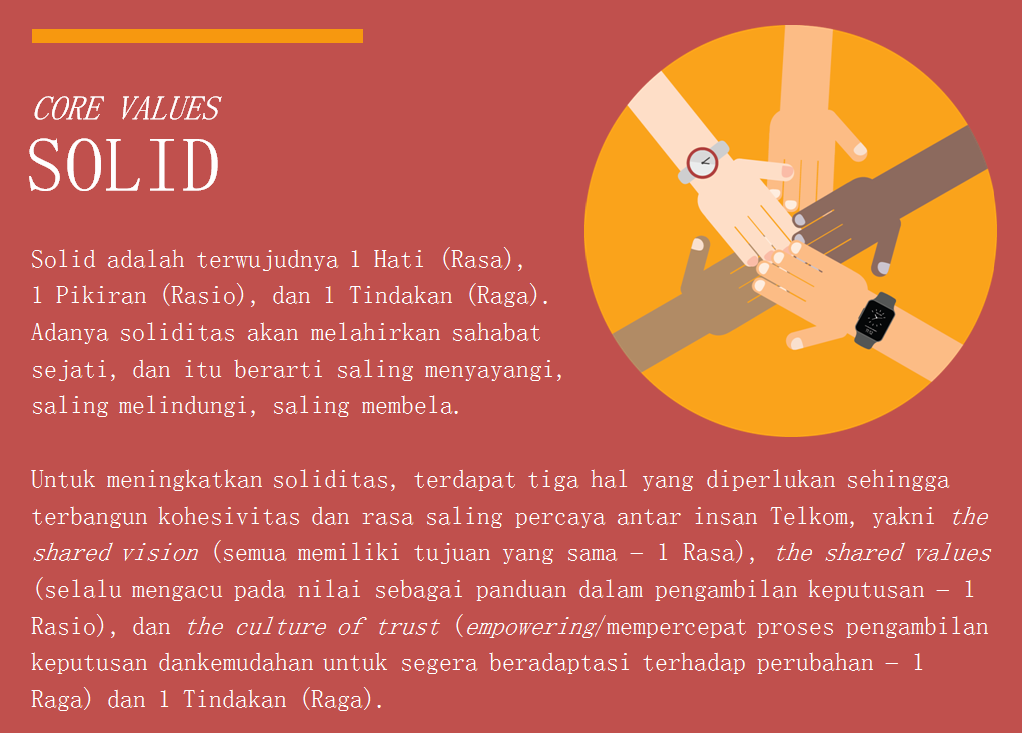 CORE VALUES
SOLID
Solid adalah terwujudnya 1 Hati (Rasa),
1 Pikiran (Rasio), dan 1 Tindakan (Raga).
Adanya soliditas akan melahirkan sahabat
sejati, dan itu berarti saling menyayangi,
saling melindungi, saling membela.
Untuk meningkatkan soliditas, terdapat tiga hal yang diperlukan sehingga
terbangun kohesivitas dan rasa saling percaya antar insan Telkom, yakni the
shared vision (semua memiliki tujuan yang sama – 1 Rasa), the shared values
(selalu mengacu pada nilai sebagai panduan dalam pengambilan keputusan – 1
Rasio), dan the culture of trust (empowering/mempercepat proses pengambilan
keputusan dankemudahan untuk segera beradaptasi terhadap perubahan – 1
Raga) dan 1 Tindakan (Raga).